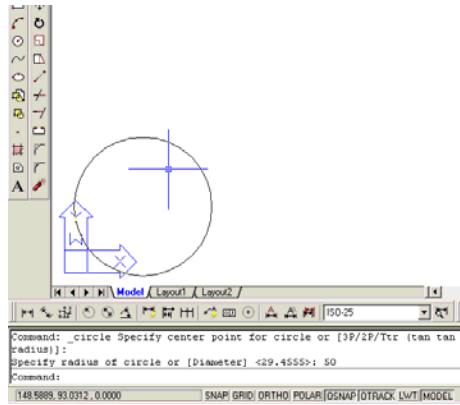 A
Y
W
X
Model Layout1 Layout2
ISO-25
Command: _circle Specify center point for circle or [3P/2P/Ttr (tan tan
radius)]:
Specify radius of circle or [Diameter] <29.4555>: 50
Command:
148.5889, 93.0312 , 0.0000 SNAP GRID ORTHO POLAR OSNAP OTRACK LWT MODEL